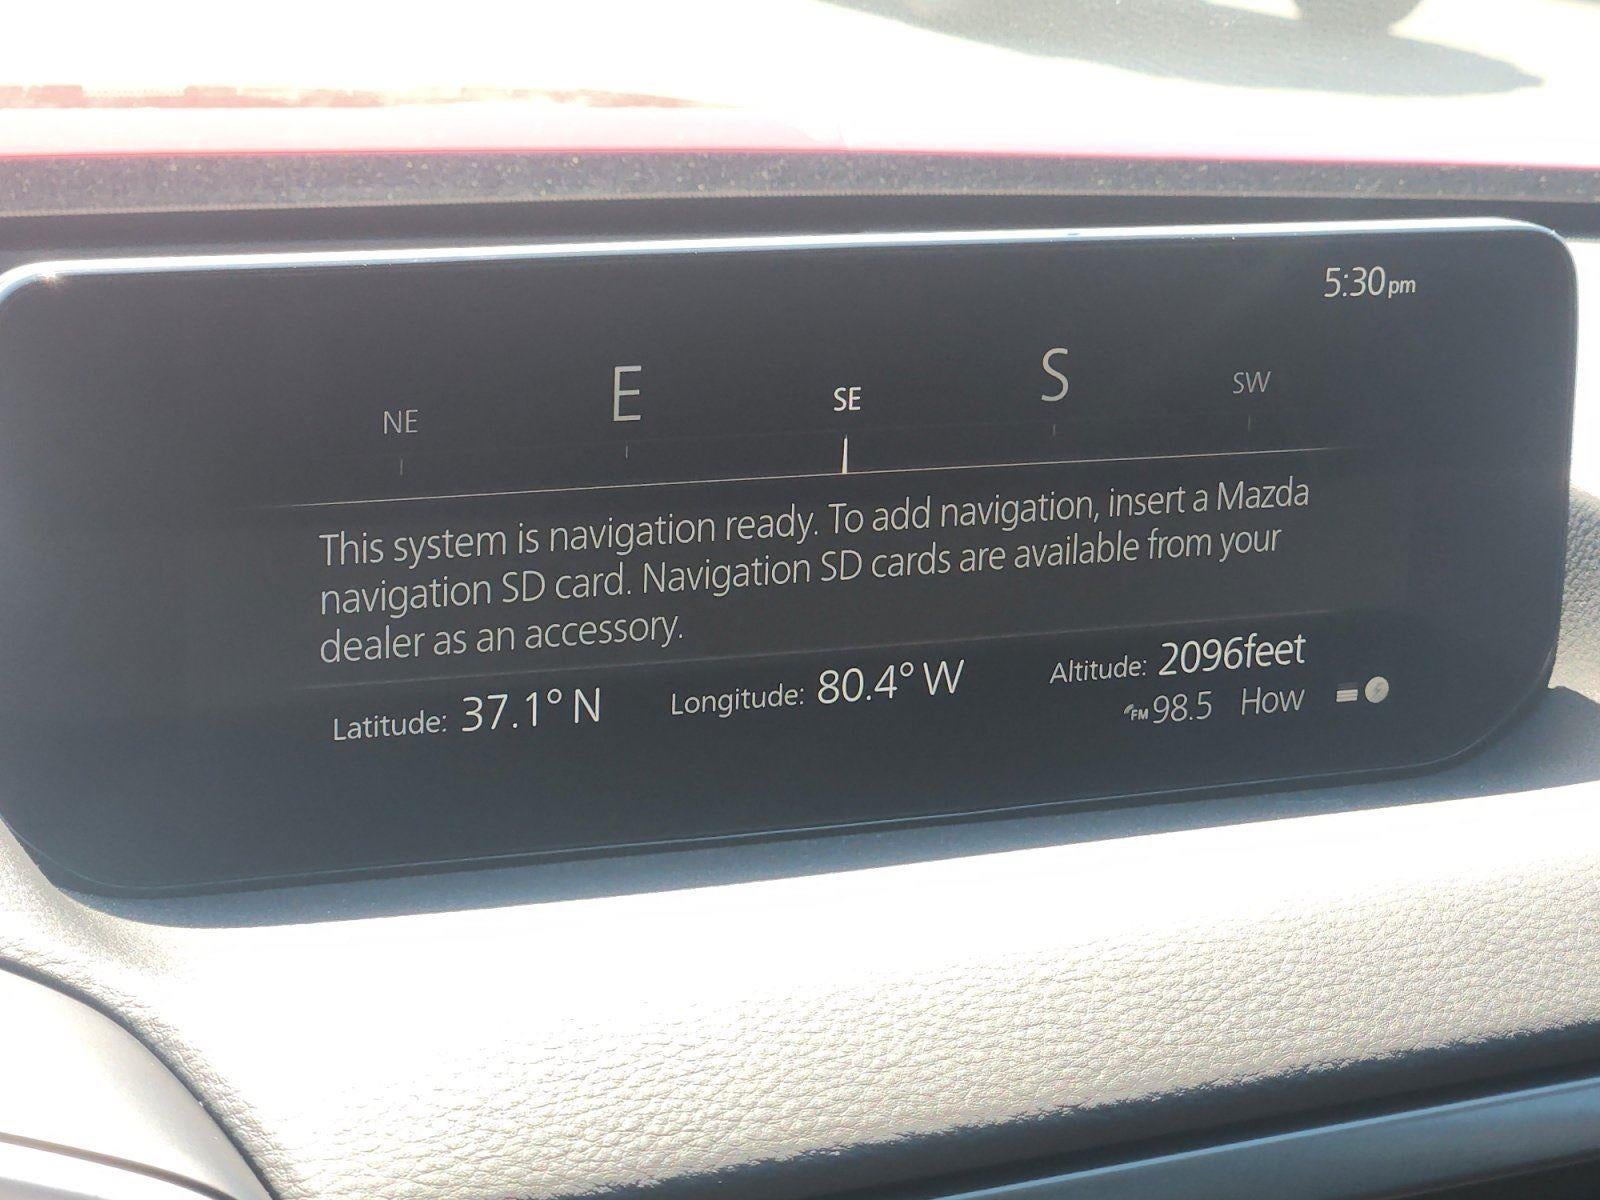 5:30pm
NE E SE S SW
This system is navigation ready. To add navigation, insert a Mazda
navigation SD card. Navigation SD cards are available from your
dealer as an accessory.
Latitude: 37.1° N Longitude: 80.4° W Altitude: 2096feet
FM 98.5 How